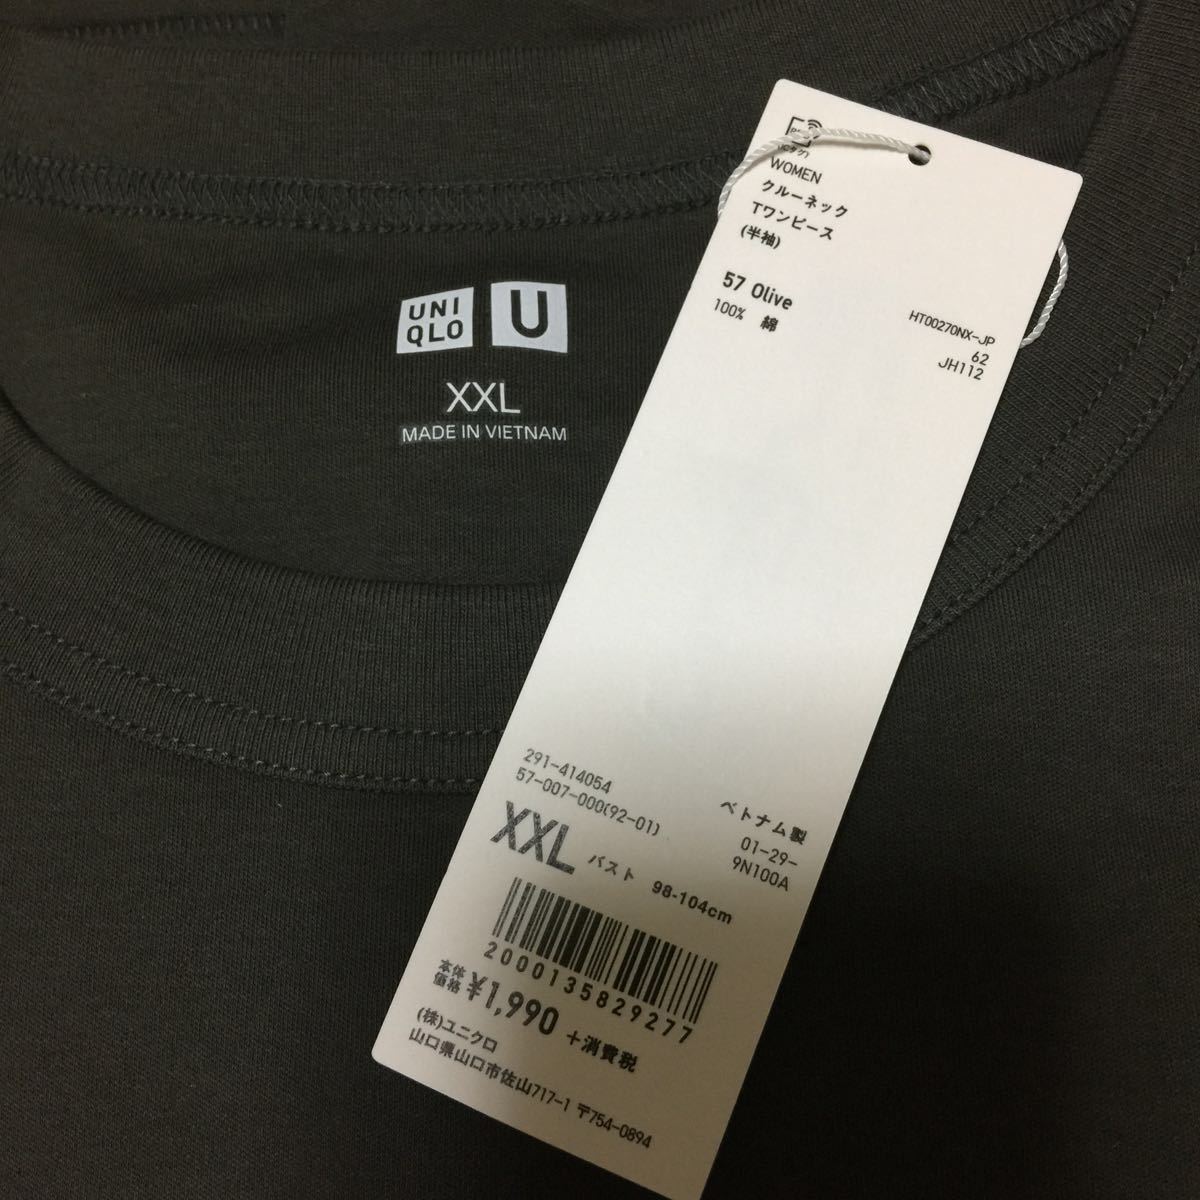 UNI
QLO
U
XXL
MADE IN VIETNAM
WOMEN
クルーネック
Tワンピース
(半袖)
57 Olive
100% 綿
HT00270NX-JP
62
JH112
291-414054
57-007-000(92-01)
XXL バスト 98-104cm
ベトナム製
01-29-
9N100A
2000135829277
本体
価格 ¥1,990 +消費税
(株)ユニクロ
山口県山口市佐山717-1 〒754-0894